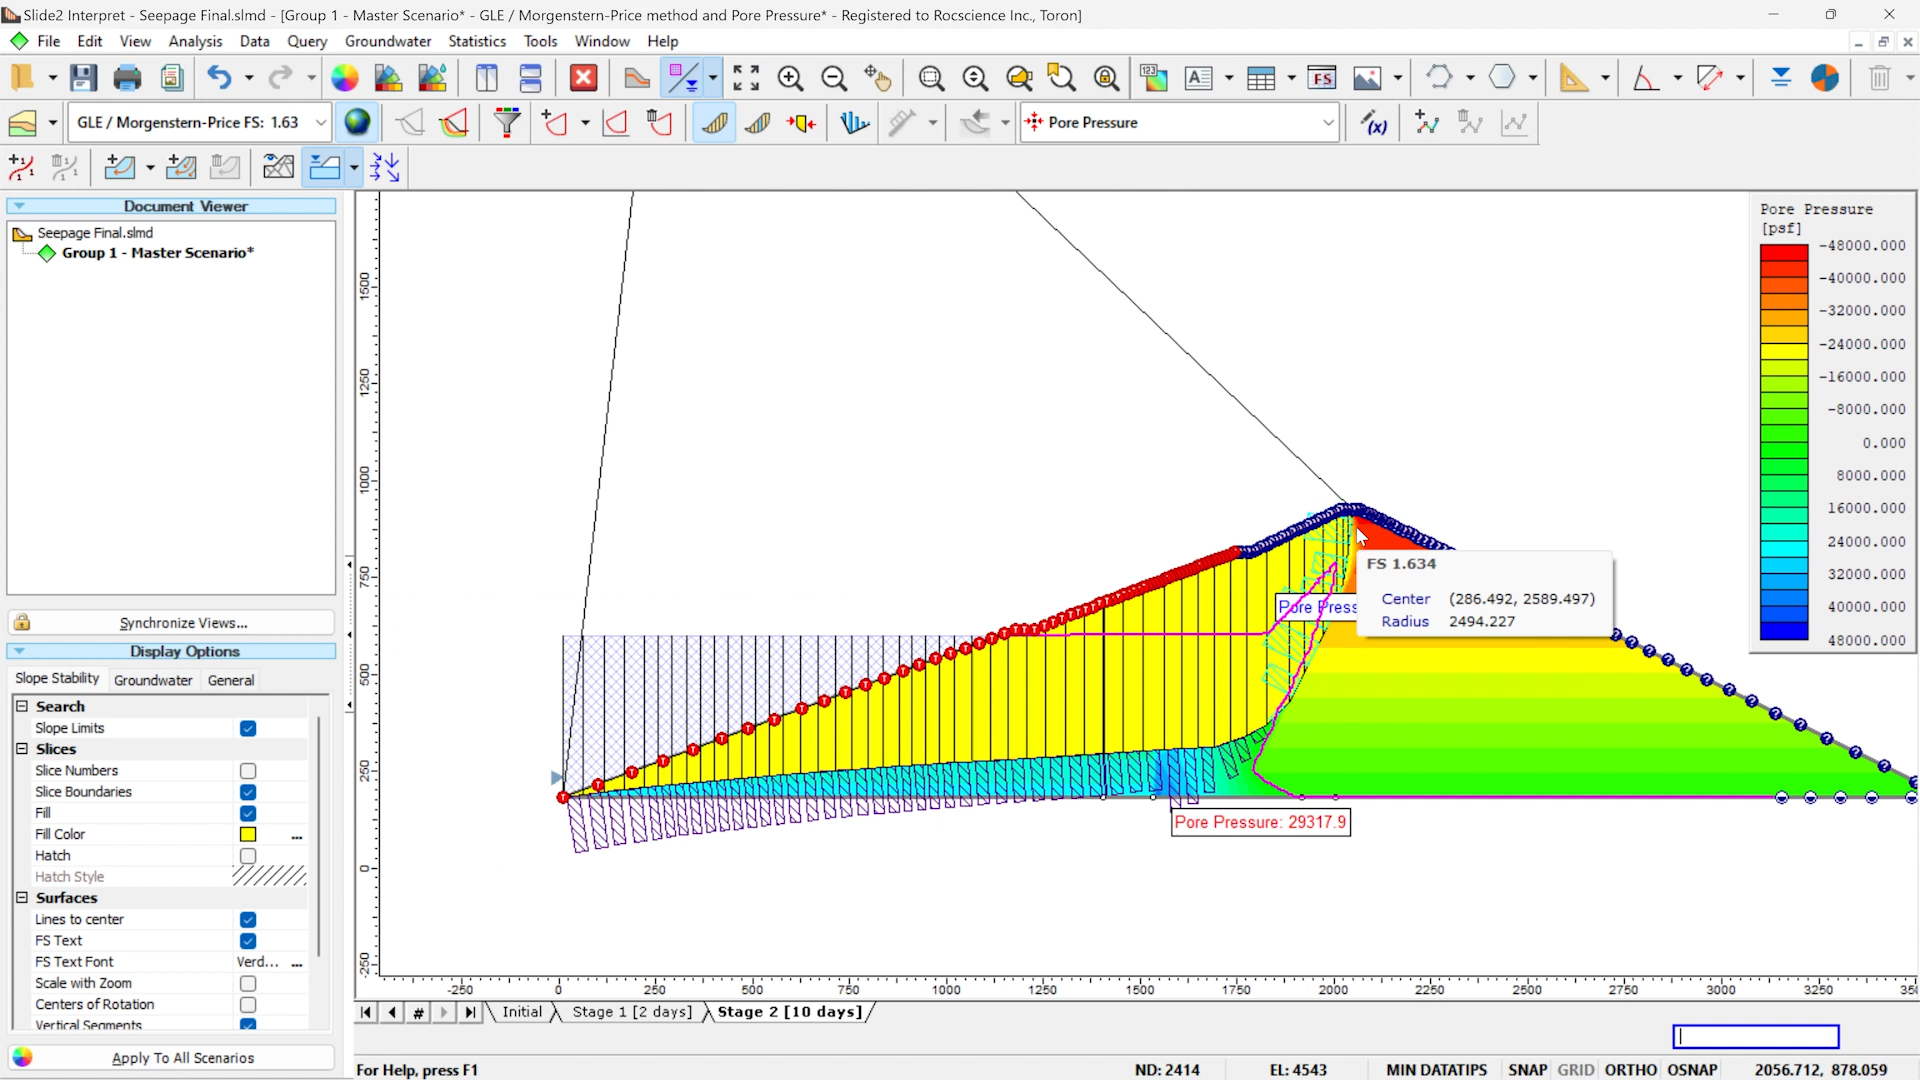 Slide2 Interpret - Seepage Final.slmd - [Group 1 - Master Scenario* - GLE / Morgenstern-Price method and Pore Pressure* - Registered to Rocscience Inc., Toron]
File Edit View Analysis Data Query Groundwater Statistics Tools Window Help
123 A FS
GLE / Morgenstern-Price FS: 1.63
Pore Pressure
(x)
Document Viewer
Seepage Final.slmd
Group 1 - Master Scenario*
Synchronize Views...
Display Options
Slope Stability Groundwater General
Search
Slope Limits
Slices
Slice Numbers
Slice Boundaries
Fill
Fill Color ...
Hatch
Hatch Style
Surfaces
Lines to center
FS Text
FS Text Font Verd... ...
Scale with Zoom
Centers of Rotation
Vertical Segments
Apply To All Scenarios
1500
1250
1000
750
500
250
0
-250
Pore Pressure
[psf]
-48000.000
-40000.000
-32000.000
-24000.000
-16000.000
-8000.000
0.000
8000.000
16000.000
24000.000
32000.000
40000.000
48000.000
FS 1.634
Center (286.492, 2589.497)
Radius 2494.227
Pore Press
Pore Pressure: 29317.9
-250 0 250 500 750 1000 1250 1500 1750 2000 2250 2500 2750 3000 3250
# Initial Stage 1 [2 days] Stage 2 [10 days]
For Help, press F1
ND: 2414 EL: 4543 MIN DATATIPS SNAP GRID ORTHO OSNAP 2056.712, 878.059